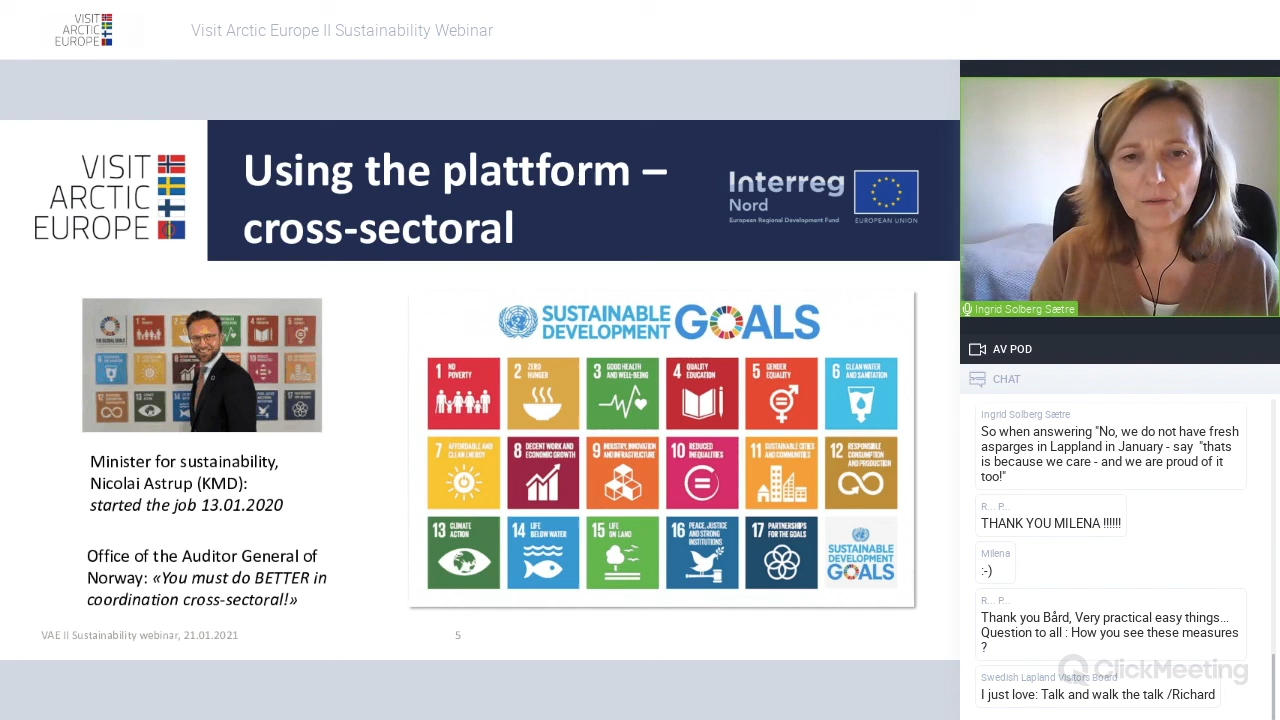 VISIT
ARCTIC
EUROPE
Visit Arctic Europe II Sustainability Webinar
VISIT
ARCTIC
EUROPE
Using the plattform –
cross-sectoral
Interreg
Nord
European Regional Development Fund
EUROPEAN UNION
Minister for sustainability,
Nicolai Astrup (KMD):
started the job 13.01.2020
Office of the Auditor General of
Norway: «You must do BETTER in
coordination cross-sectoral!»
SUSTAINABLE
DEVELOPMENT
GOALS
1 NO
POVERTY
2 ZERO
HUNGER
3 GOOD HEALTH
AND WELL-BEING
4 QUALITY
EDUCATION
5 GENDER
EQUALITY
6 CLEAN WATER
AND SANITATION
7 AFFORDABLE AND
CLEAN ENERGY
8 DECENT WORK AND
ECONOMIC GROWTH
9 INDUSTRY, INNOVATION
AND INFRASTRUCTURE
10 REDUCED
INEQUALITIES
11 SUSTAINABLE CITIES
AND COMMUNITIES
12 RESPONSIBLE
CONSUMPTION
AND PRODUCTION
13 CLIMATE
ACTION
14 LIFE
BELOW WATER
15 LIFE
ON LAND
16 PEACE, JUSTICE
AND STRONG
INSTITUTIONS
17 PARTNERSHIPS
FOR THE GOALS
SUSTAINABLE
DEVELOPMENT
GOALS
VAE II Sustainability webinar, 21.01.2021
5
Ingrid Solberg Sætre
AV POD
CHAT
Ingrid Solberg Sætre
So when answering "No, we do not have fresh
asparges in Lappland in January - say "thats
is because we care - and we are proud of it
too!"
R... P...
THANK YOU MILENA !!!!!!
Milena
:-)
R... P...
Thank you Bård, Very practical easy things...
Question to all : How you see these measures
?
ClickMeeting
Swedish Lapland Visitors Board
I just love: Talk and walk the talk /Richard